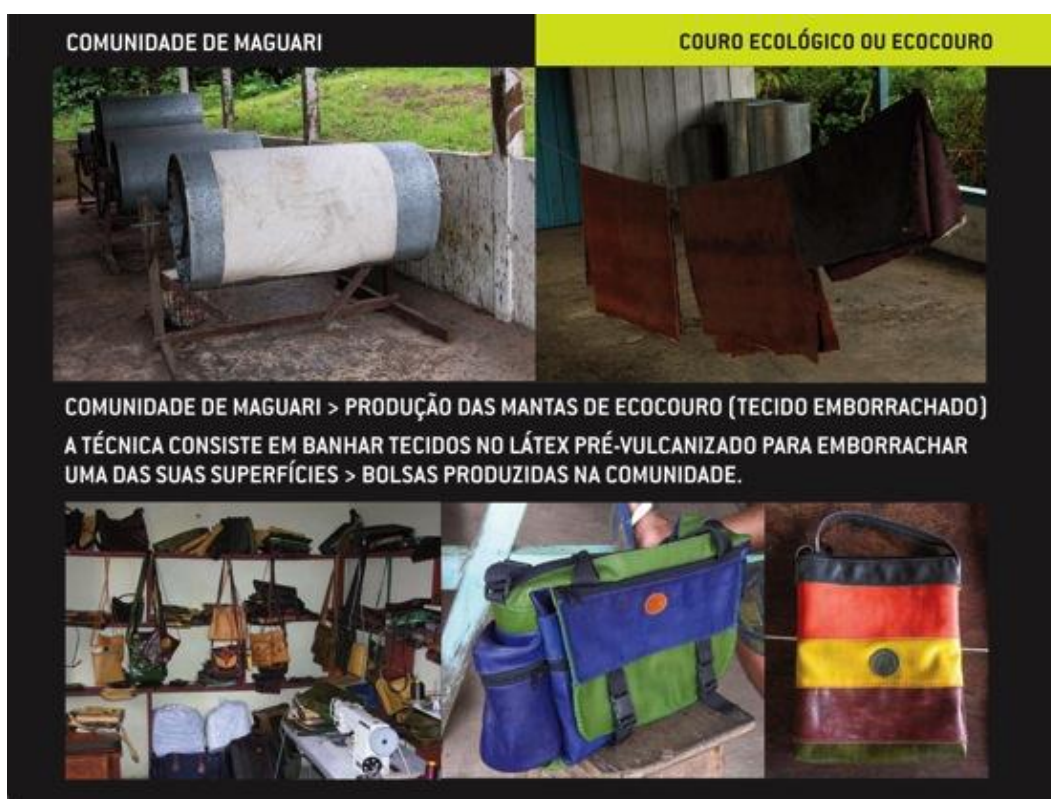 COMUNIDADE DE MAGUARI
COURO ECOLÓGICO OU ECOCOURO
COMUNIDADE DE MAGUARI > PRODUÇÃO DAS MANTAS DE ECOCOURO (TECIDO EMBORRACHADO)
A TÉCNICA CONSISTE EM BANHAR TECIDOS NO LÁTEX PRÉ-VULCANIZADO PARA EMBORRACHAR
UMA DAS SUAS SUPERFÍCIES > BOLSAS PRODUZIDAS NA COMUNIDADE.